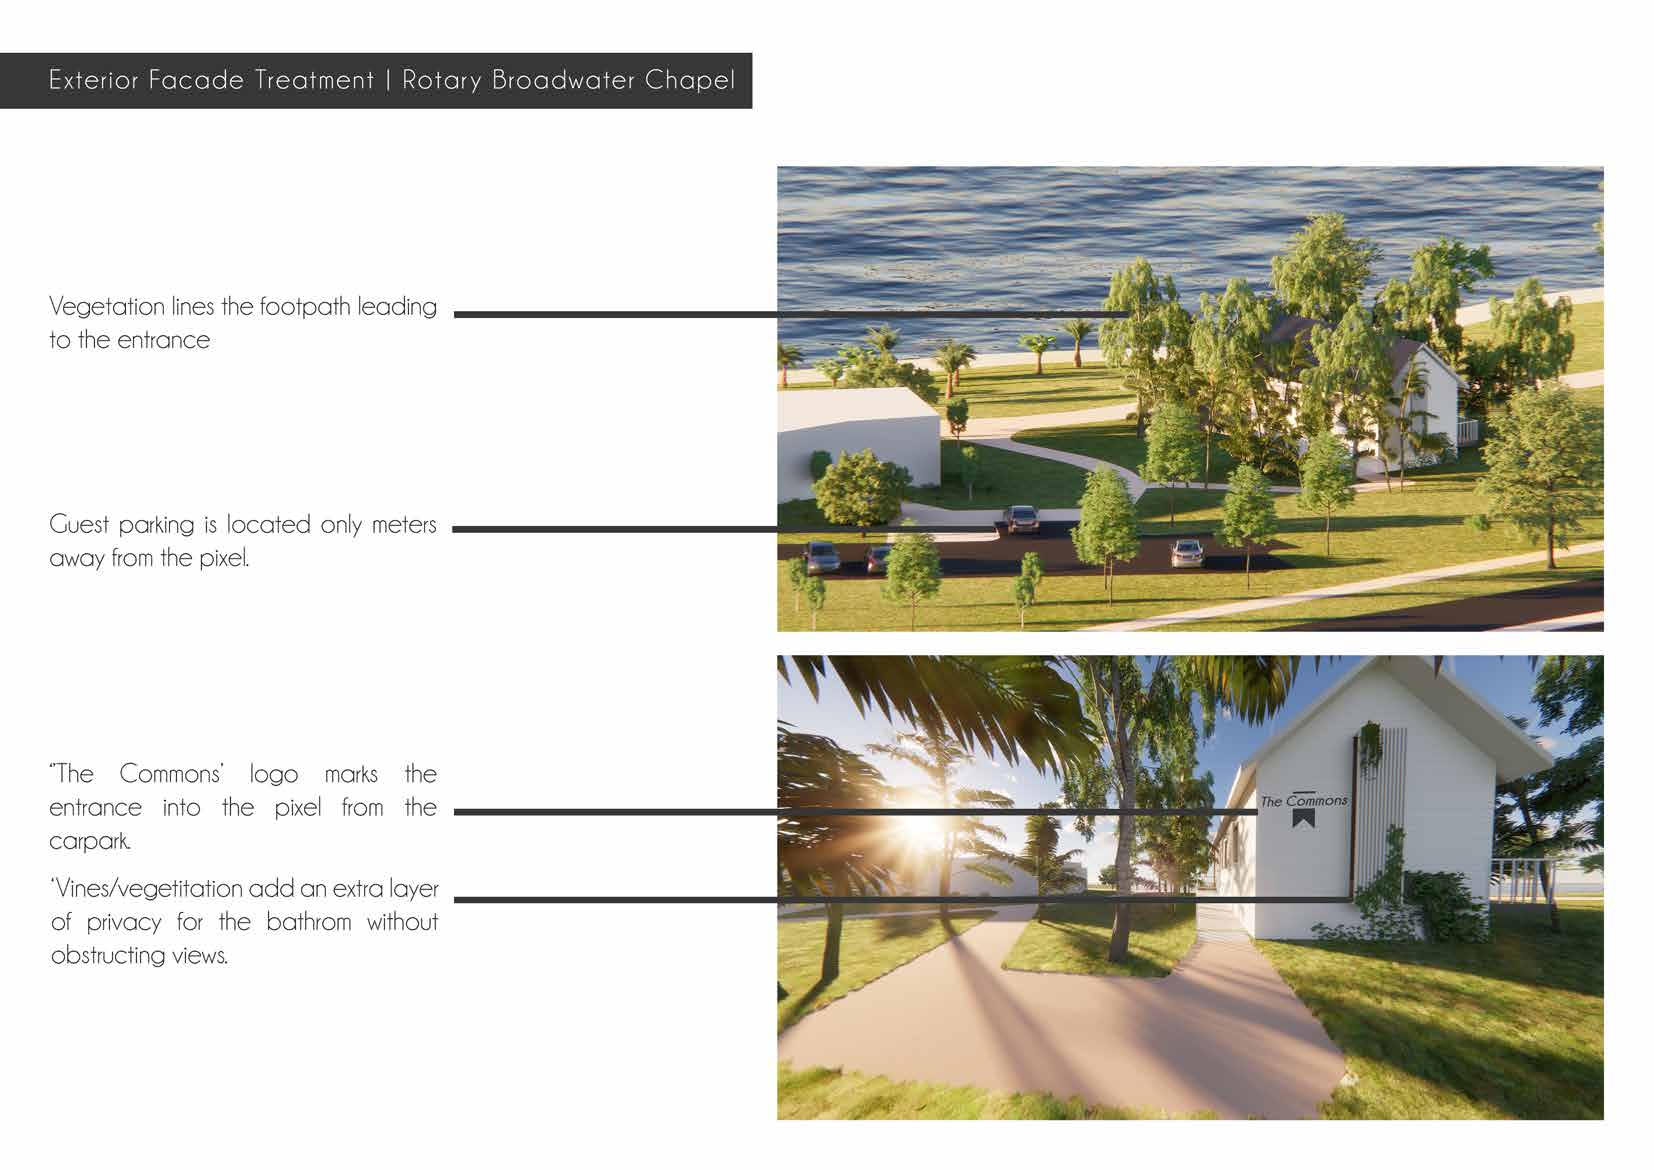 Exterior Facade Treatment | Rotary Broadwater Chapel
Vegetation lines the footpath leading
to the entrance
Guest parking is located only meters
away from the pixel.
‘’The Commons’ logo marks the
entrance into the pixel from the
carpark.
‘Vines/vegetitation add an extra layer
of privacy for the bathrom without
obstructing views.
The Commons